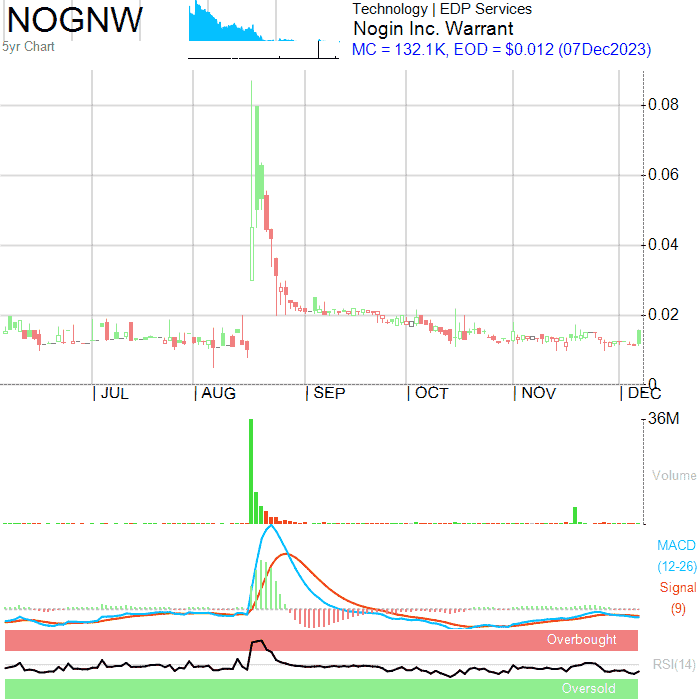 NOGNW
5yr Chart
Technology | EDP Services
Nogin Inc. Warrant
MC = 132.1K, EOD = $0.012 (07Dec2023)
0.08
0.06
0.04
0.02
0
JUL AUG SEP OCT NOV DEC
36M
Volume
MACD
(12-26)
Signal
(9)
Overbought
RSI(14)
Oversold